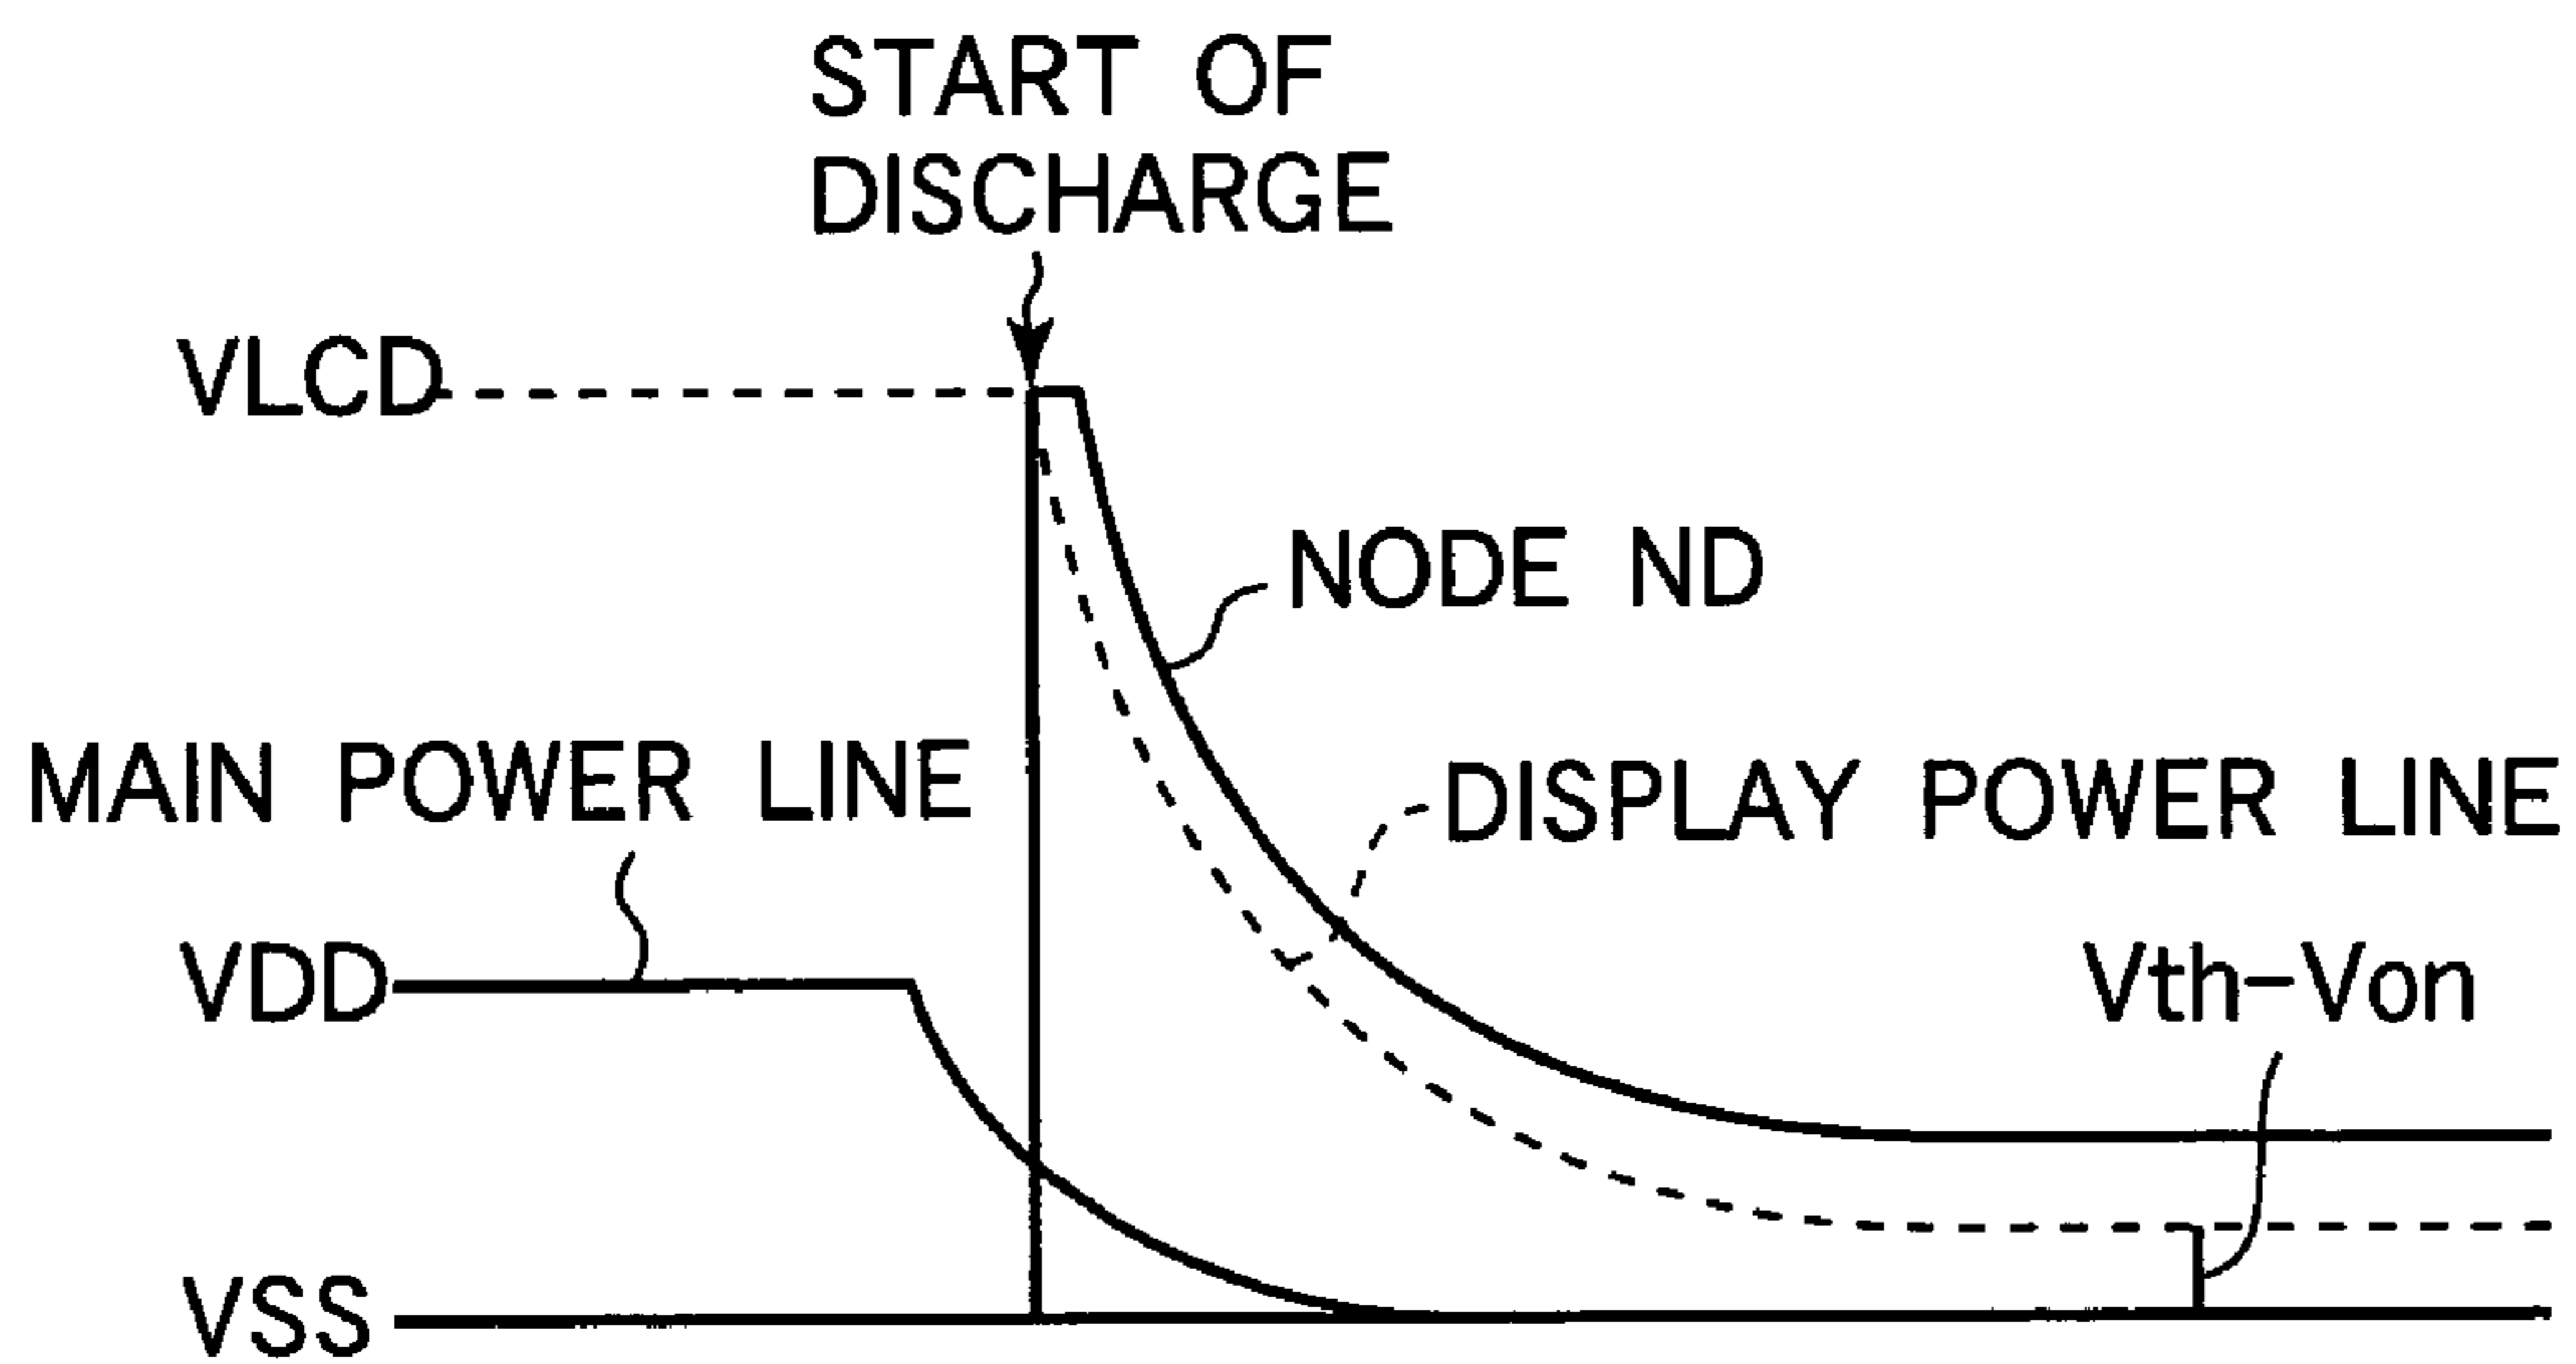 START OF
DISCHARGE
VLCD
NODE ND
MAIN POWER LINE
DISPLAY POWER LINE
VDD
Vth-Von
VSS